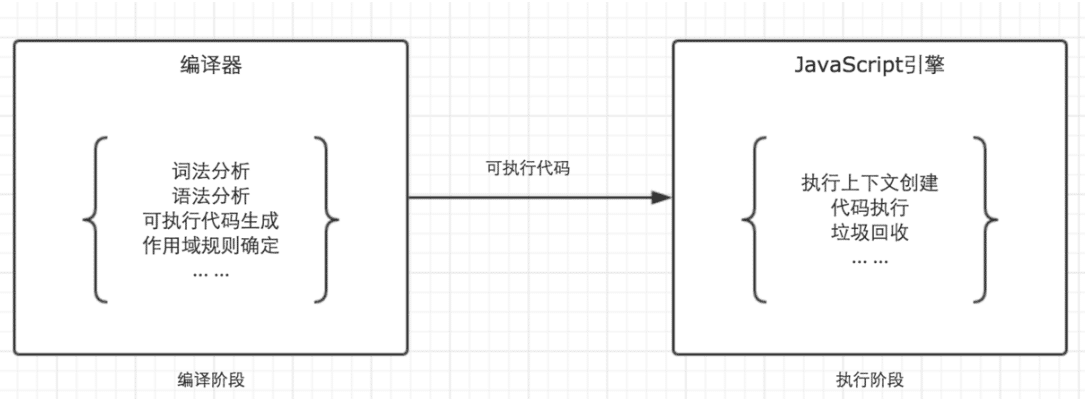 编译器
词法分析
语法分析
可执行代码生成
作用域规则确定
... ...
编译阶段
可执行代码
JavaScript引擎
执行上下文创建
代码执行
垃圾回收
... ...
执行阶段